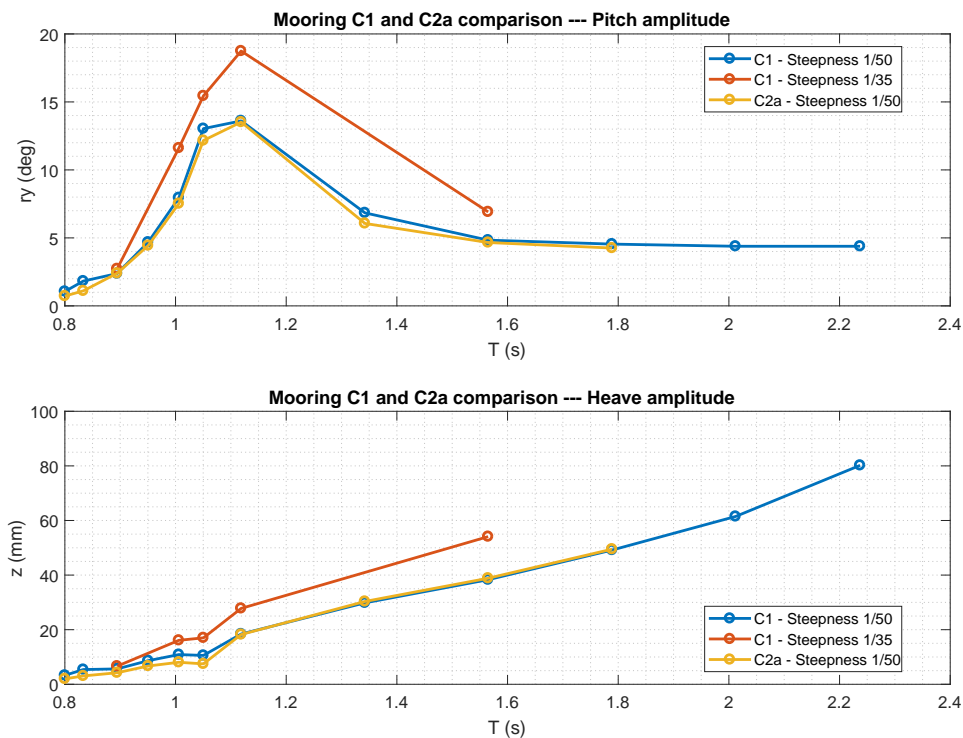 Mooring C1 and C2a comparison --- Pitch amplitude
20
15
10
5
0
ry (deg)
C1 - Steepness 1/50
C1 - Steepness 1/35
C2a - Steepness 1/50
0.8 1 1.2 1.4 1.6 1.8 2 2.2 2.4
T (s)
Mooring C1 and C2a comparison --- Heave amplitude
100
80
60
40
20
0
z (mm)
C1 - Steepness 1/50
C1 - Steepness 1/35
C2a - Steepness 1/50
0.8 1 1.2 1.4 1.6 1.8 2 2.2 2.4
T (s)